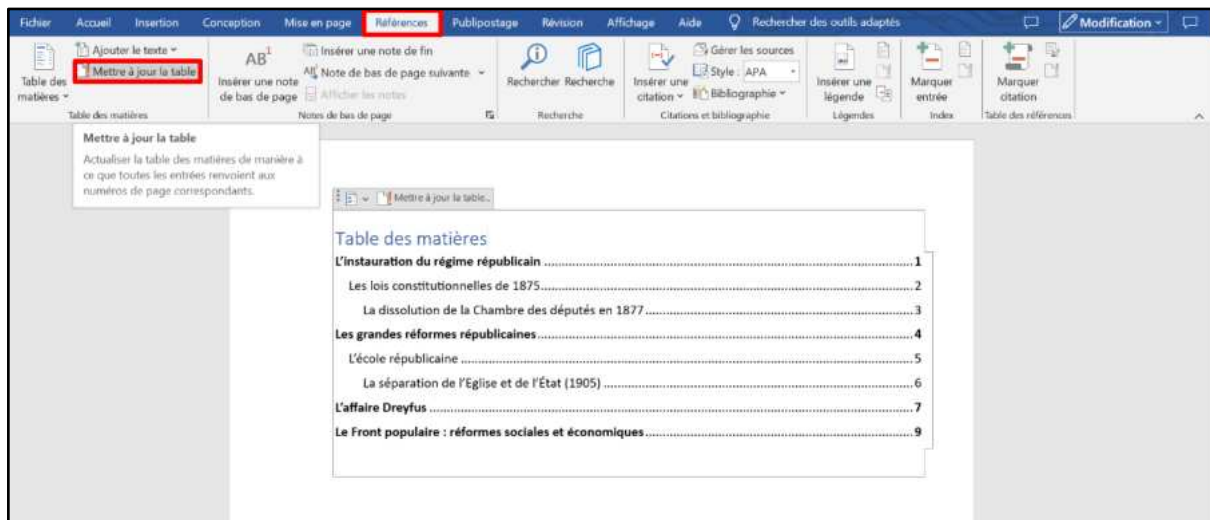 Fichier Accueil Insertion Conception Mise en page Références Publipostage Révision Affichage Aide Rechercher des outils adaptés Modification
Table des matières
Ajouter le texte
Mettre à jour la table
Table des matières
AB1
Insérer une note de bas de page
Insérer une note de fin
Note de bas de page suivante
Afficher les notes
Notes de bas de page
Rechercher Recherche
Recherche
Insérer une citation
Gérer les sources
Style : APA
Bibliographie
Citations et bibliographie
Insérer une légende
Légendes
Marquer entrée
Index
Marquer citation
Table des références
Mettre à jour la table
Actualiser la table des matières de manière à
ce que toutes les entrées renvoient aux
numéros de page correspondants.
Mettre à jour la table...
Table des matières
L'instauration du régime républicain 1
Les lois constitutionnelles de 1875 2
La dissolution de la Chambre des députés en 1877 3
Les grandes réformes républicaines 4
L'école républicaine 5
La séparation de l'Eglise et de l'État (1905) 6
L'affaire Dreyfus 7
Le Front populaire : réformes sociales et économiques 9